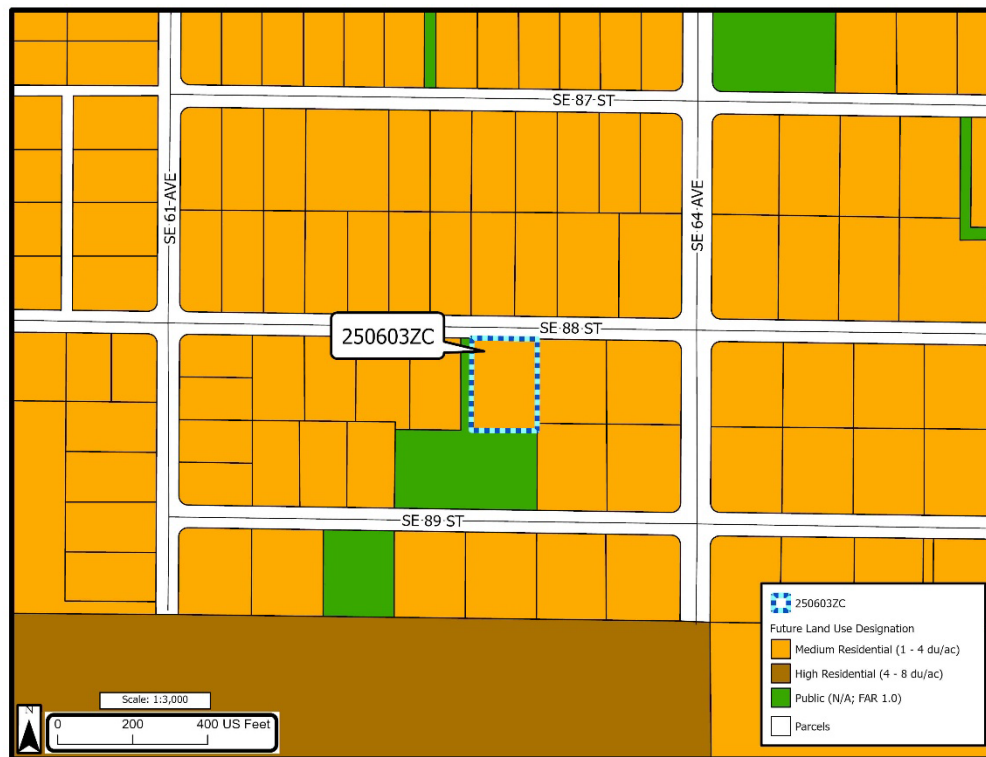 SE 87 ST
SE 61 AVE
SE 64 AVE
SE 88 ST
250603ZC
SE 89 ST
250603ZC
Future Land Use Designation
Medium Residential (1 - 4 du/ac)
High Residential (4 - 8 du/ac)
Public (N/A; FAR 1.0)
Parcels
Scale: 1:3,000
N
0 200 400 US Feet